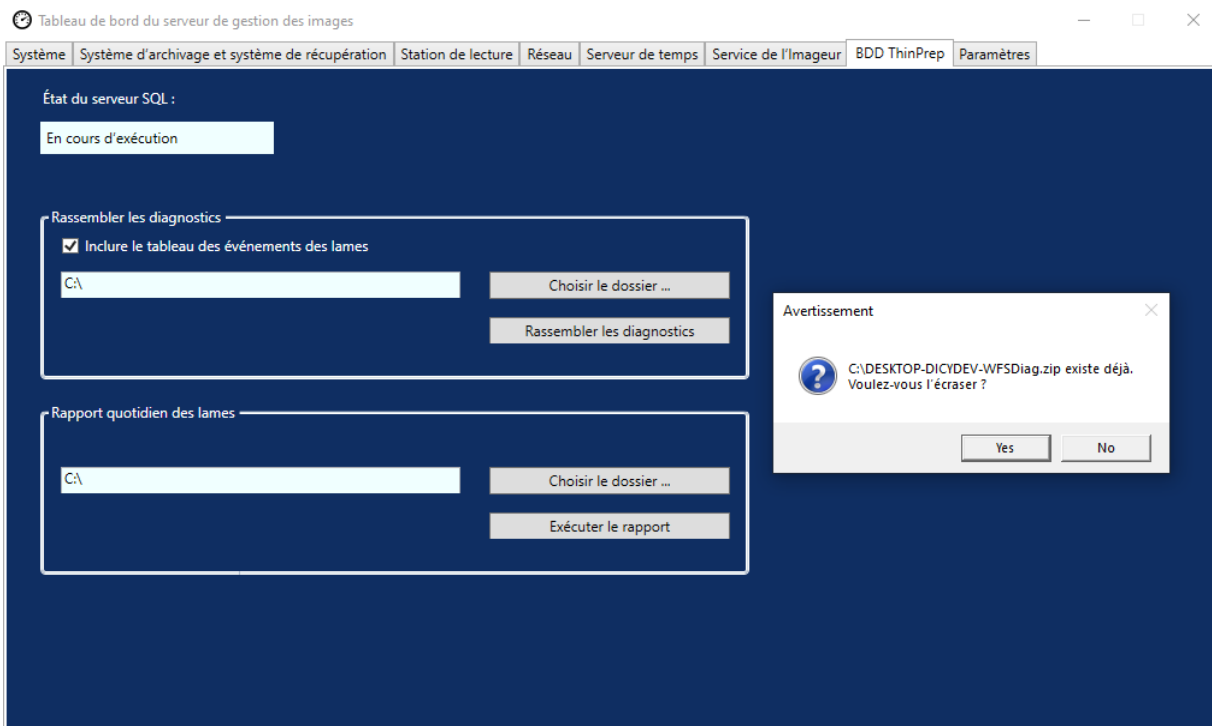 Tableau de bord du serveur de gestion des images
Système Système d'archivage et système de récupération Station de lecture Réseau Serveur de temps Service de l'Imageur BDD ThinPrep Paramètres
État du serveur SQL :
En cours d'exécution
Rassembler les diagnostics
Inclure le tableau des événements des lames
C:\ Choisir le dossier ...
Rassembler les diagnostics
Rapport quotidien des lames
C:\ Choisir le dossier ...
Exécuter le rapport
Avertissement
C:\DESKTOP-DICYDEV-WFSDiag.zip existe déjà.
Voulez-vous l'écraser ?
Yes No